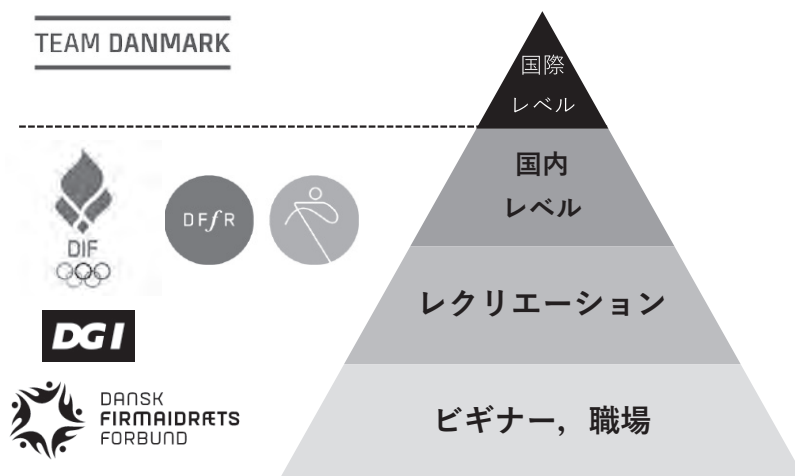 TEAM DANMARK
国際
レベル
国内
レベル
DIF
DFfR
レクリエーション
DGI
DANSK
FIRMAIDRÆTS
FORBUND
ビギナー，職場